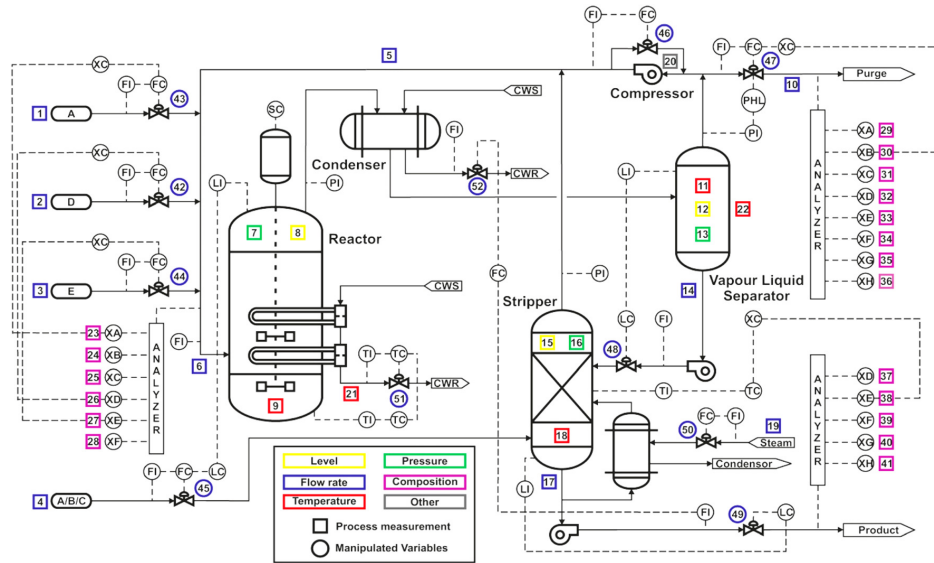 FI FC 46
FI FC XC 47
5
20
Compressor
10 Purge
XC
FI FC 43
1 A
SC
CWS
FI
Condenser
52 CWR
PHL
PI
XA 29
XB 30
XC 31
XD 32
XE 33
XF 34
XG 35
XH 36
ANALYZER
XC
FI FC 42
2 D
LI
PI
7 8 Reactor
LI
11
12 22
13
Vapour Liquid
Separator
14
XC
FI FC 44
3 E
CWS
FC
PI
Stripper
15 16
LC FI
48
XC
23 XA
24 XB
25 XC
26 XD
27 XE
28 XF
ANALYZER
FI
6
TI TC
21 51 CWR
9
TI TC
TI TC
18
XD 37
XE 38
XF 39
XG 40
XH 41
ANALYZER
FC FI 19
50 Steam
Condensor
FI FC LC
4 A/B/C 45
LI 17
FI 49 LC
Product
Level Pressure
Flow rate Composition
Temperature Other
Process measurement
Manipulated Variables